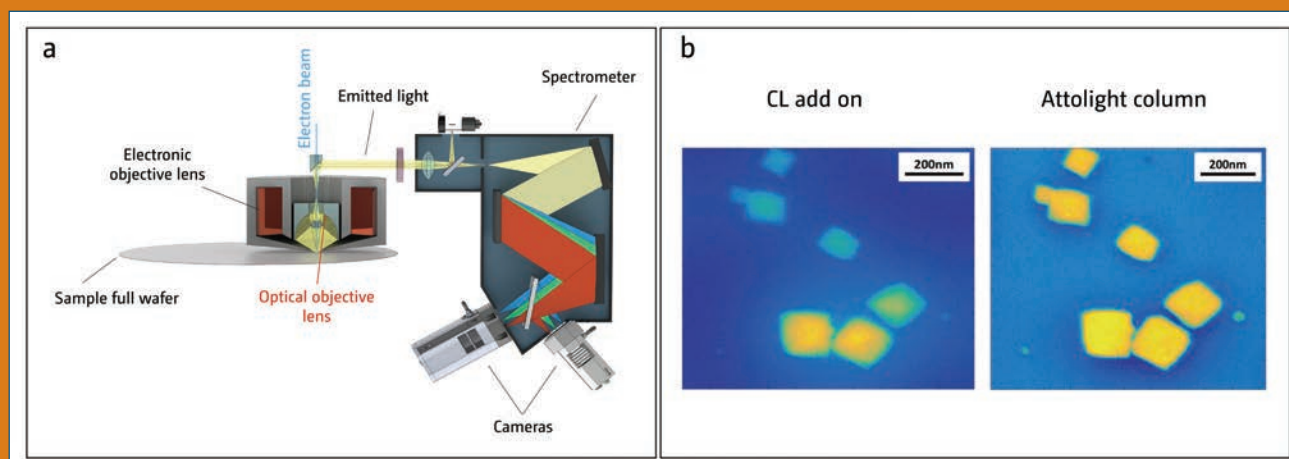 a
Spectrometer
Electron beam
Emitted light
Electronic
objective lens
Sample full wafer
Optical objective
lens
Cameras
b
CL add on
Attolight column
200nm
200nm